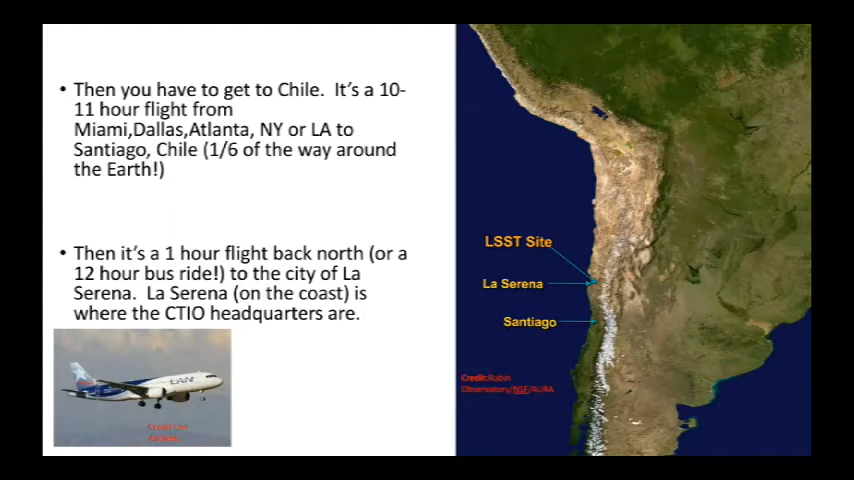 • Then you have to get to Chile. It's a 10-
11 hour flight from
Miami,Dallas,Atlanta, NY or LA to
Santiago, Chile (1/6 of the way around
the Earth!)
• Then it's a 1 hour flight back north (or a
12 hour bus ride!) to the city of La
Serena. La Serena (on the coast) is
where the CTIO headquarters are.
LAN
Credit Lan
LSST Site
La Serena
Santiago
Credit:Rubin
Observatory/NSF/AURA